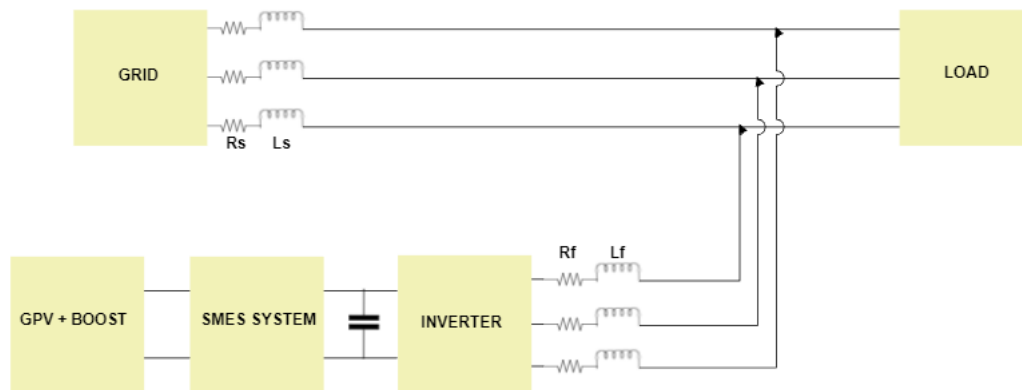 GRID
LOAD
Rs
Ls
Rf
Lf
GPV + BOOST
SMES SYSTEM
INVERTER